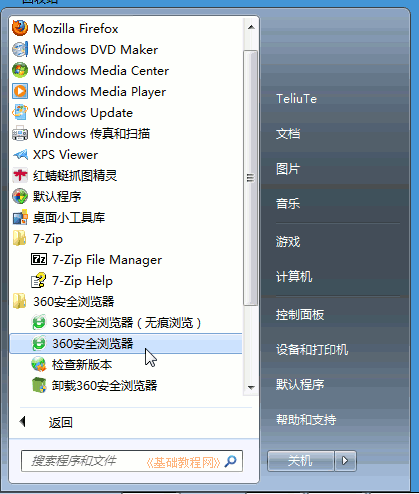 Mozilla Firefox
Windows DVD Maker
Windows Media Center
Windows Media Player
Windows Update
Windows 传真和扫描
XPS Viewer
红蜻蜓抓图精灵
默认程序
桌面小工具库
7-Zip
7-Zip File Manager
7-Zip Help
360安全浏览器
360安全浏览器（无痕浏览）
360安全浏览器
检查新版本
卸载360安全浏览器
返回
搜索程序和文件
《基础教程网》
TeliuTe
文档
图片
音乐
游戏
计算机
控制面板
设备和打印机
默认程序
帮助和支持
关机